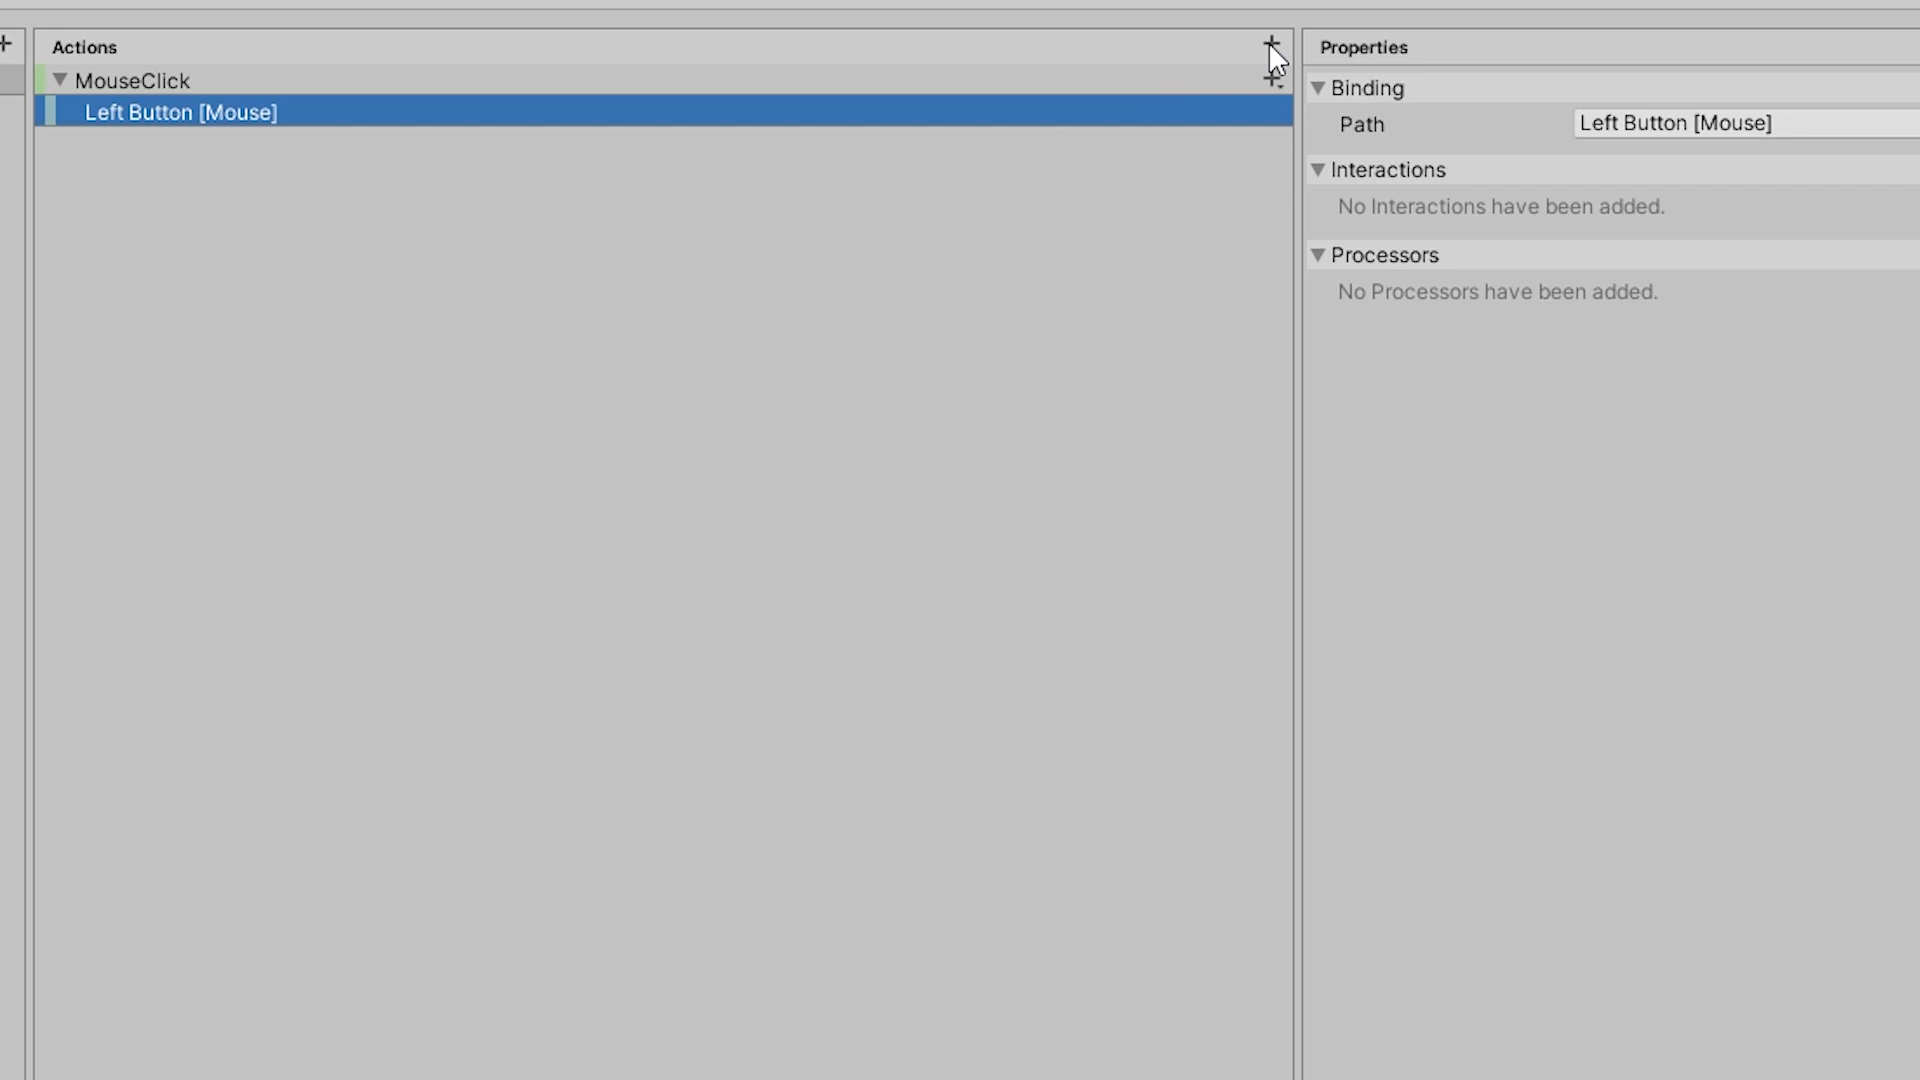 Actions
MouseClick
Left Button [Mouse]
Properties
Binding
Path
Left Button [Mouse]
Interactions
No Interactions have been added.
Processors
No Processors have been added.